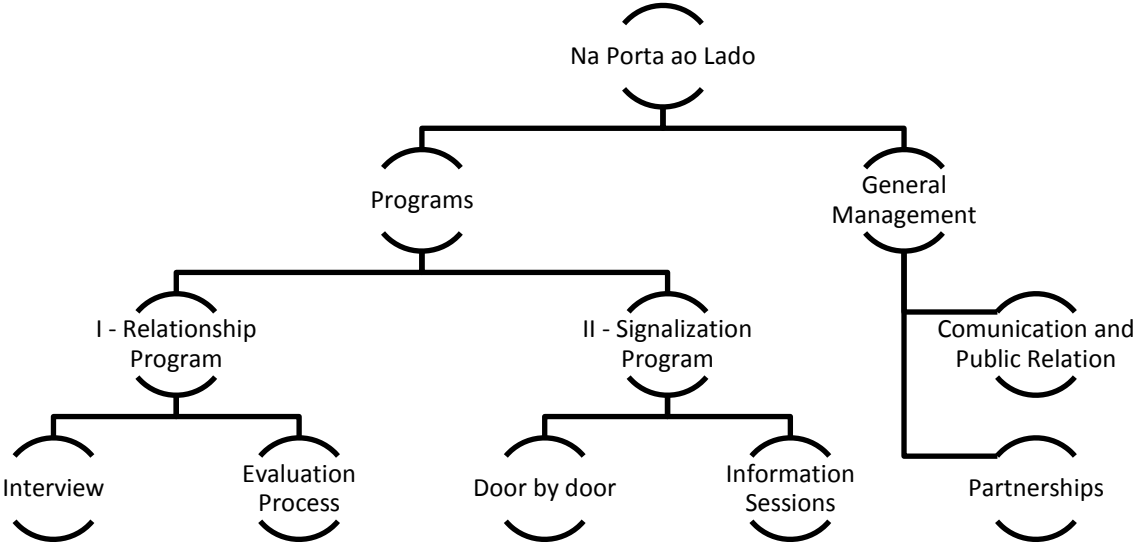 Na Porta ao Lado
Programs
General
Management
I - Relationship
Program
II - Signalization
Program
Comunication and
Public Relation
Interview
Evaluation
Process
Door by door
Information
Sessions
Partnerships